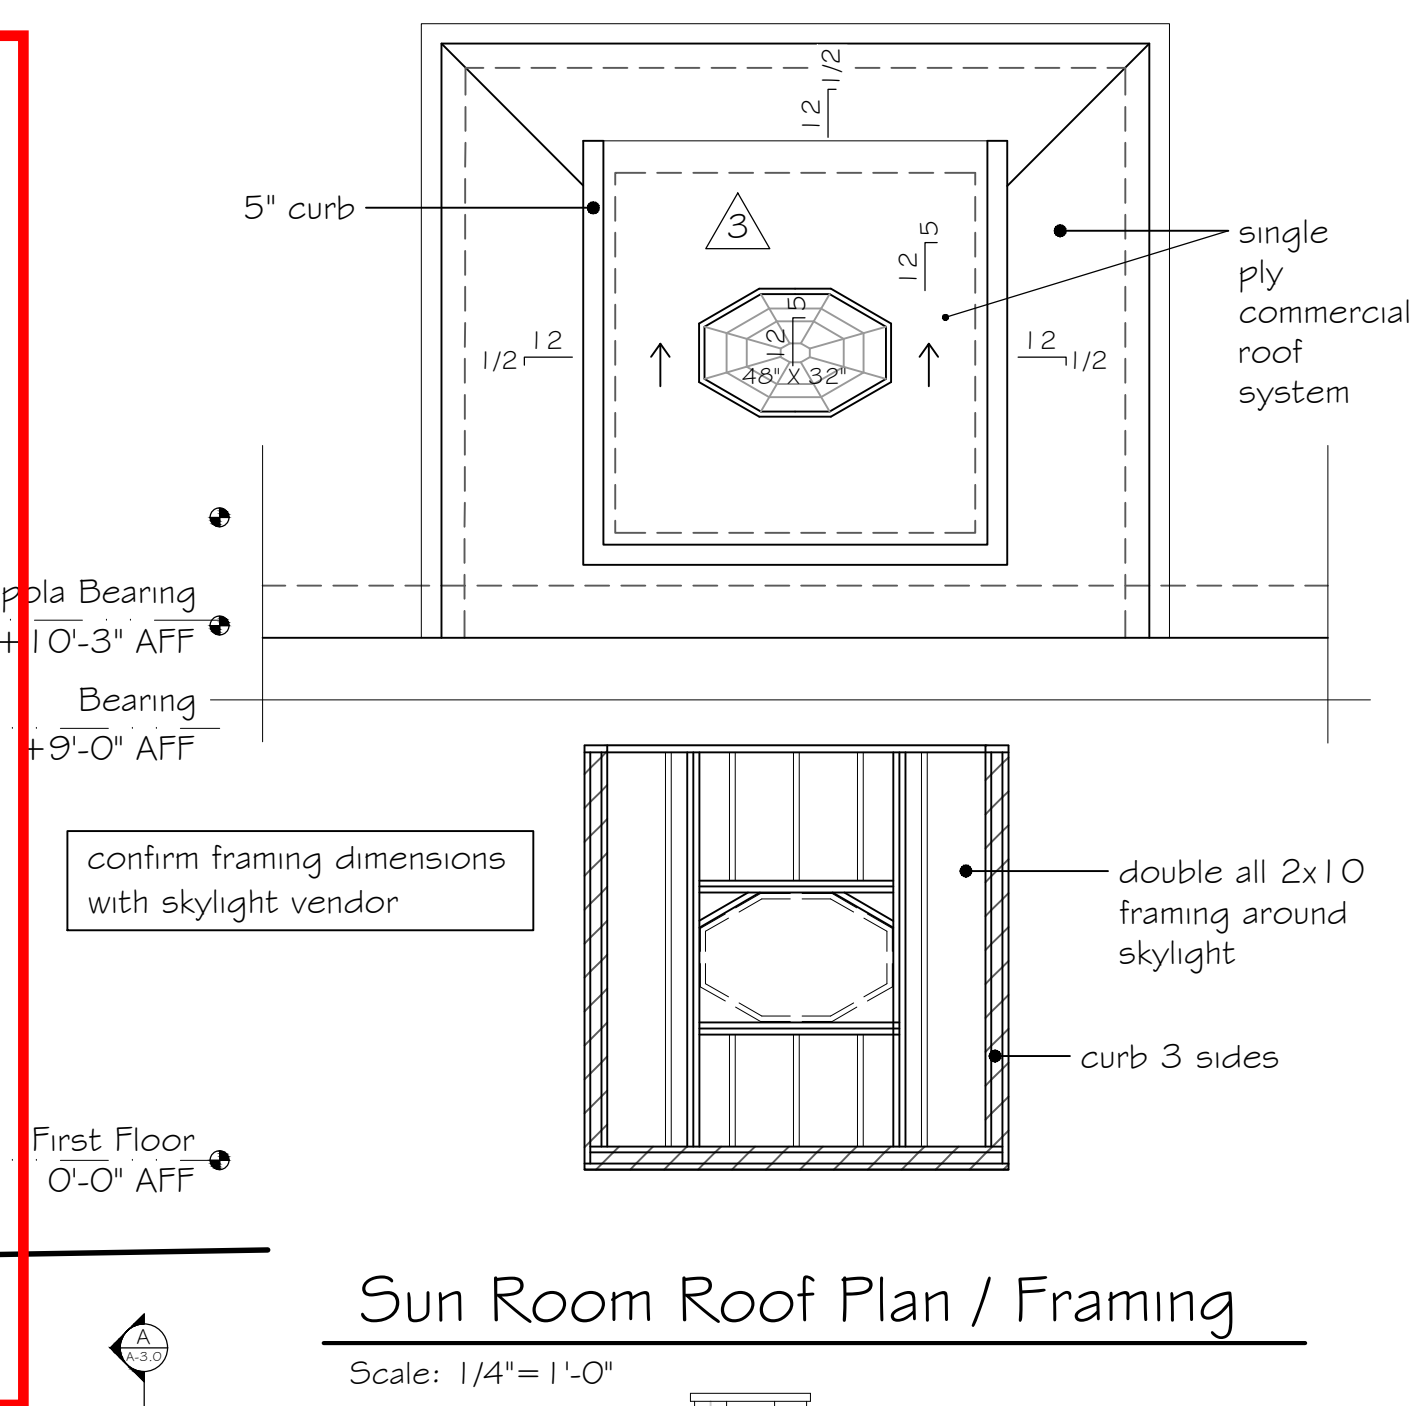 1/2
12
5" curb
3
5
12
single
ply
commercial
roof
system
5
12
48" X 32"
12
1/2
12
1/2
pola Bearing
+10'-3" AFF
Bearing
+9'-0" AFF
confirm framing dimensions
with skylight vendor
double all 2x10
framing around
skylight
curb 3 sides
First Floor
0'-0" AFF
Sun Room Roof Plan / Framing
Scale: 1/4"=1'-0"
A
A-3.0